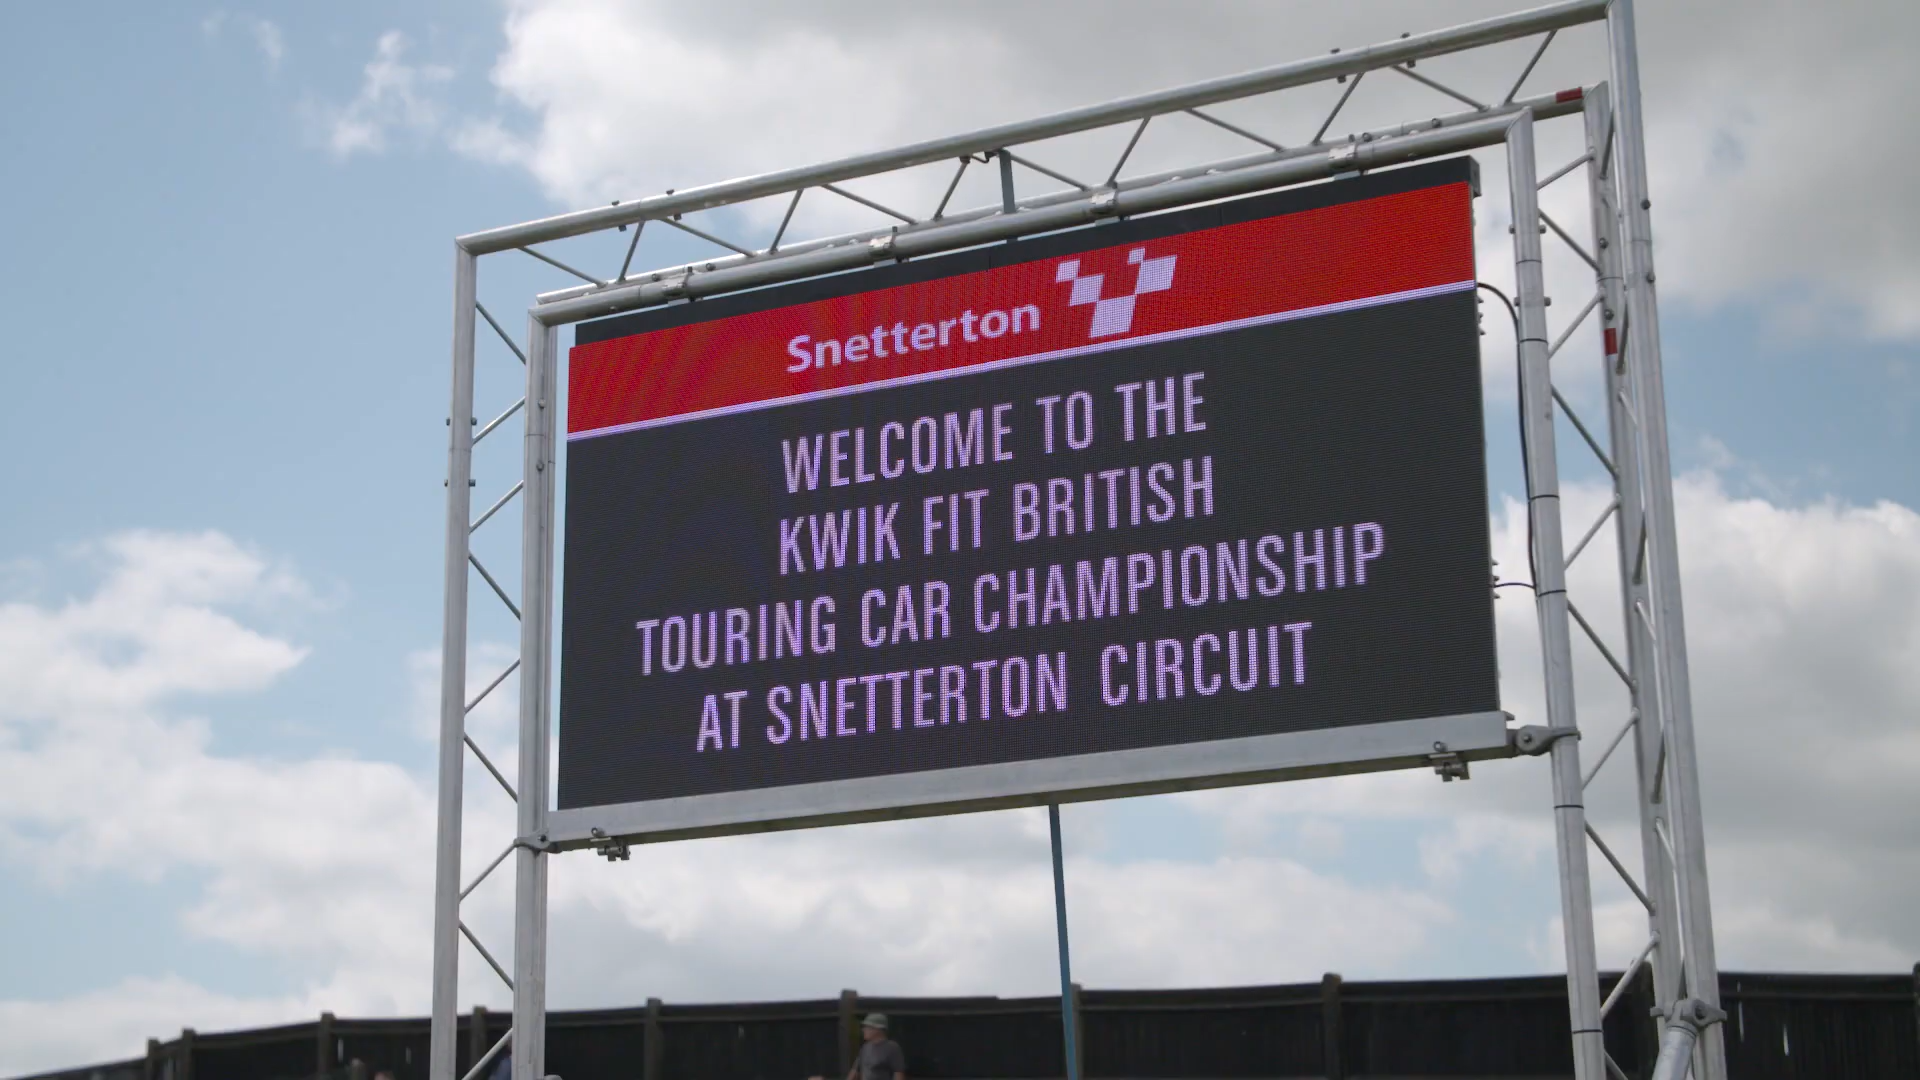 Snetterton
WELCOME TO THE
KWIK FIT BRITISH
TOURING CAR CHAMPIONSHIP
AT SNETTERTON CIRCUIT